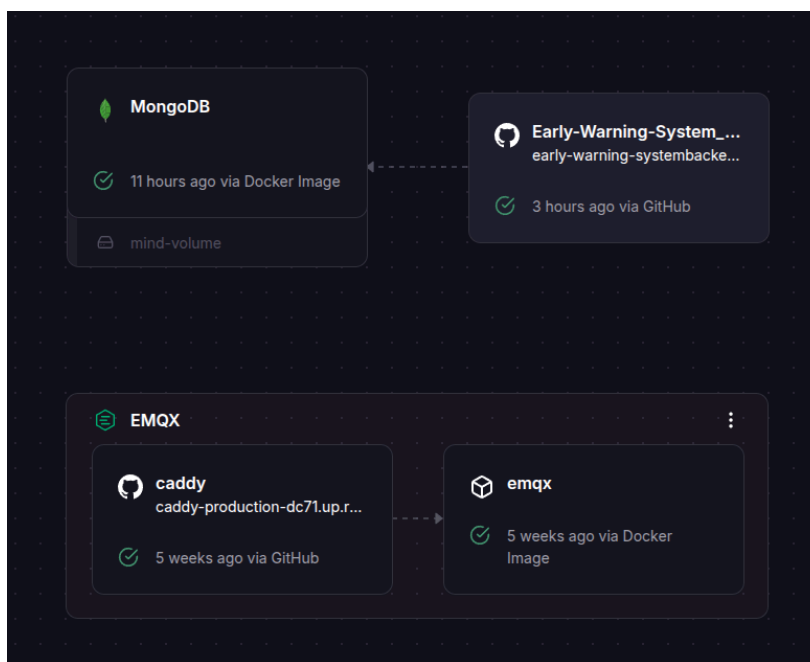 MongoDB
11 hours ago via Docker Image
mind-volume
Early-Warning-System_...
early-warning-systembacke...
3 hours ago via GitHub
EMQX
caddy
caddy-production-dc71.up.r...
5 weeks ago via GitHub
emqx
5 weeks ago via Docker
Image